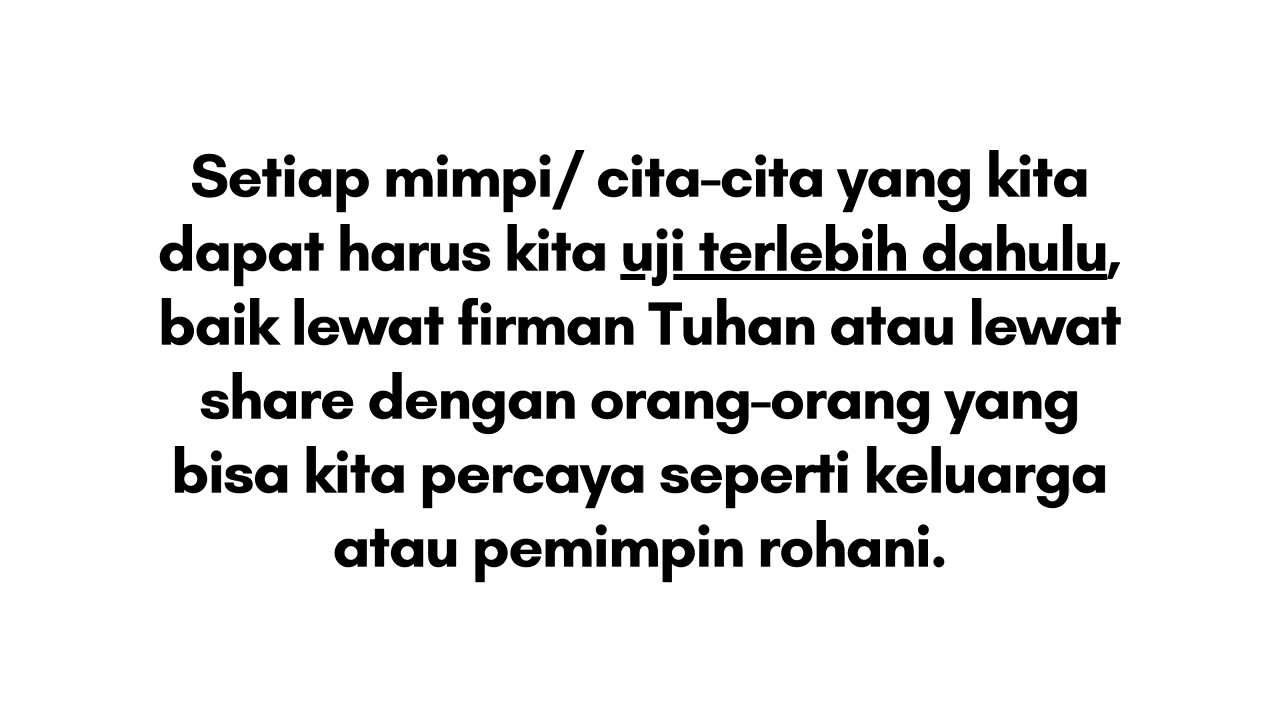 Setiap mimpi/ cita-cita yang kita
dapat harus kita uji terlebih dahulu,
baik lewat firman Tuhan atau lewat
share dengan orang-orang yang
bisa kita percaya seperti keluarga
atau pemimpin rohani.